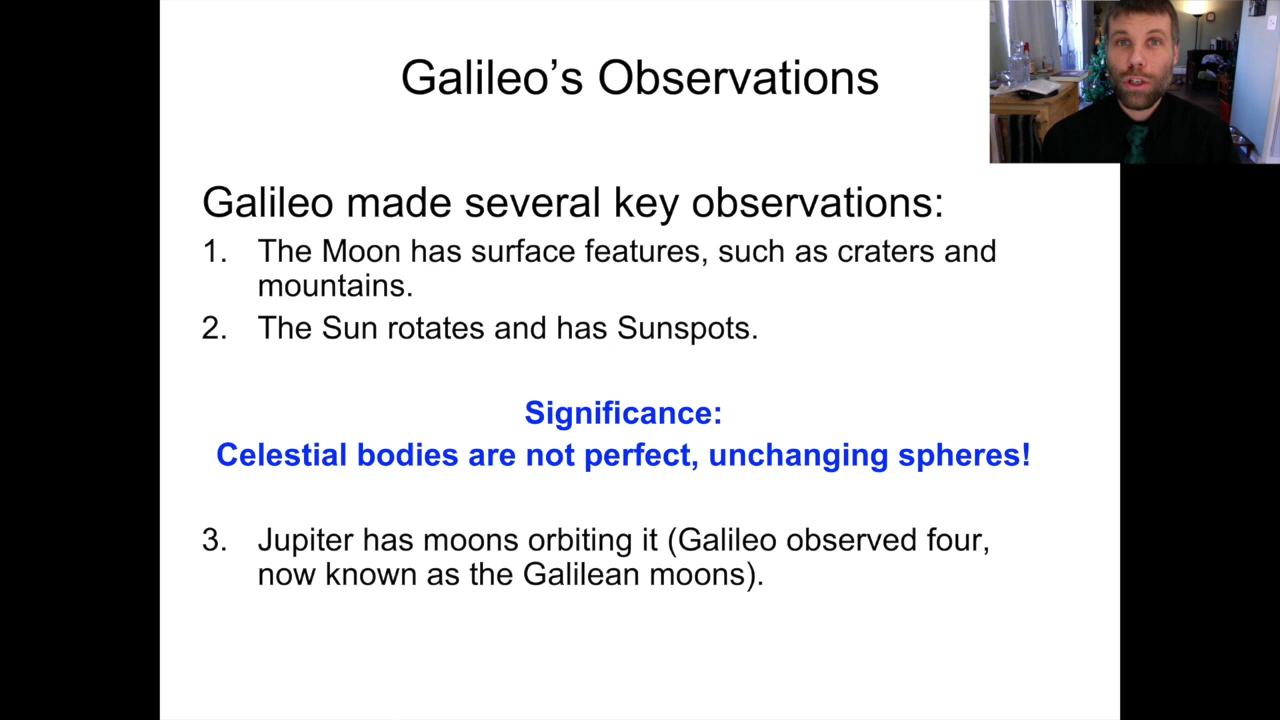 Galileo’s Observations
Galileo made several key observations:
1. The Moon has surface features, such as craters and
mountains.
2. The Sun rotates and has Sunspots.
Significance:
Celestial bodies are not perfect, unchanging spheres!
3. Jupiter has moons orbiting it (Galileo observed four,
now known as the Galilean moons).